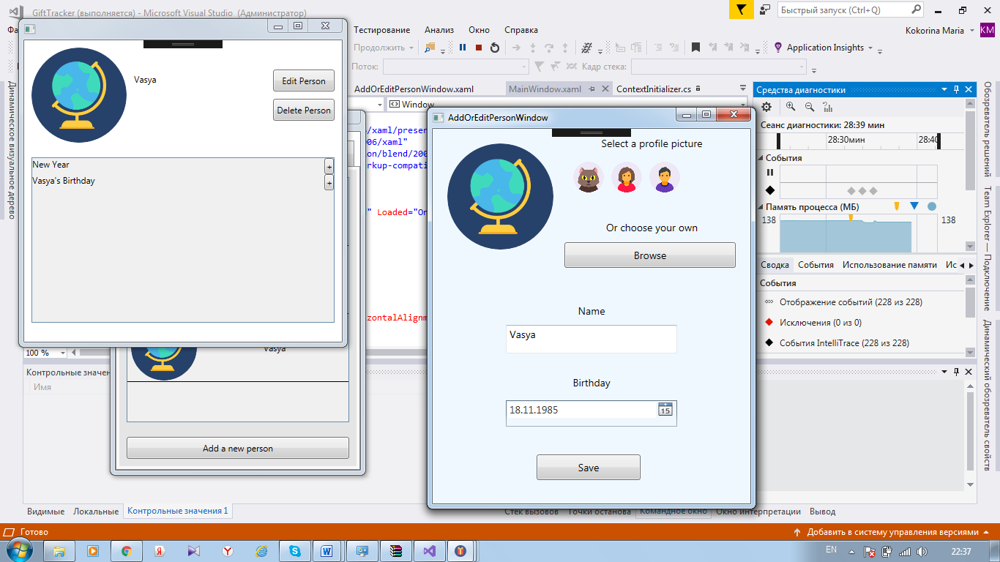 GiftTracker (выполняется) - Microsoft Visual Studio (Администратор)
Быстрый запуск (Ctrl+Q)
Тестирование Анализ Окно Справка
Kokorina Maria KM
Продолжить
Application Insights
Поток:
Кадр стека:
AddOrEditPersonWindow.xaml MainWindow.xaml ContextInitializer.cs
Window
Vasya
Edit Person
Delete Person
New Year
+
Vasya's Birthday
+
/xaml/presen
06/xaml"
on/blend/200
rkup-compati
" Loaded="On
zontalAlignm
100 %
Vasya
Add a new person
AddOrEditPersonWindow
Select a profile picture
Or choose your own
Browse
Name
Vasya
Birthday
18.11.1985
15
Save
Средства диагностики
Сеанс диагностики: 28:39 мин
28:30мин 28:40
События
Память процесса (МБ)
138 138
Сводка События Использование памяти Ис
События
Отображение событий (228 из 228)
Исключения (0 из 0)
События IntelliTrace (228 из 228)
Динамическое визуальное дерево
Обозреватель решений
Team Explorer — Подключение
Динамический обозреватель свойств
Контрольные значен
Имя
Видимые Локальные Контрольные значения 1
Стек вызовов Точки останова Командное окно Окно интерпретации Вывод
Готово
Добавить в систему управления версиями
EN
22:37